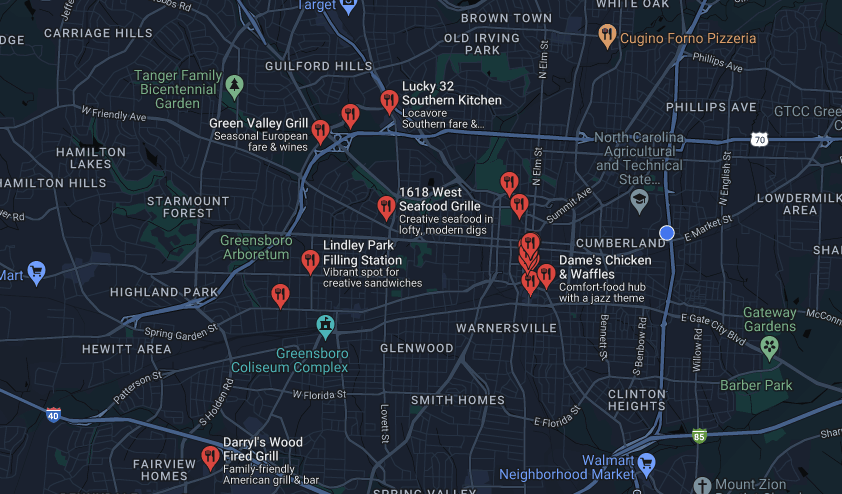 WHITE OAK
Target
BROWN TOWN
CARRIAGE HILLS
OLD IRVING
PARK
Cugino Forno Pizzeria
N Elm St
Phillips Ave
GUILFORD HILLS
Tanger Family
Bicentennial
Garden
Lucky 32
Southern Kitchen
Locavore
Southern fare &...
PHILLIPS AVE
GTCC Gree
W Friendly Ave
Green Valley Grill
Seasonal European
fare & wines
70
North Carolina
Agricultural
and Technical
State...
HAMILTON
LAKES
HAMILTON HILLS
N Elm St
N English St
1618 West
Seafood Grille
Creative seafood in
lofty, modern digs
STARMOUNT
FOREST
Summit Ave
LOWDERMILK
AREA
E Market St
Greensboro
Arboretum
Lindley Park
Filling Station
Vibrant spot for
creative sandwiches
CUMBERLAND
Dame's Chicken
& Waffles
Comfort-food hub
with a jazz theme
Mart
HIGHLAND PARK
Spring Garden St
HEWITT AREA
WARNERSVILLE
GLENWOOD
Greensboro
Coliseum Complex
Bennett St
S Benbow Rd
Willow Rd
E Gate City Blvd
Gateway
Gardens
Barber Park
Patterson St
S Holden Rd
W Florida St
Lovett St
SMITH HOMES
E Florida St
CLINTON
HEIGHTS
40
85
Darryl's Wood
Fired Grill
Family-friendly
American grill & bar
FAIRVIEW
HOMES
Walmart
Neighborhood Market
Mount Zion
SPRING VALLEY